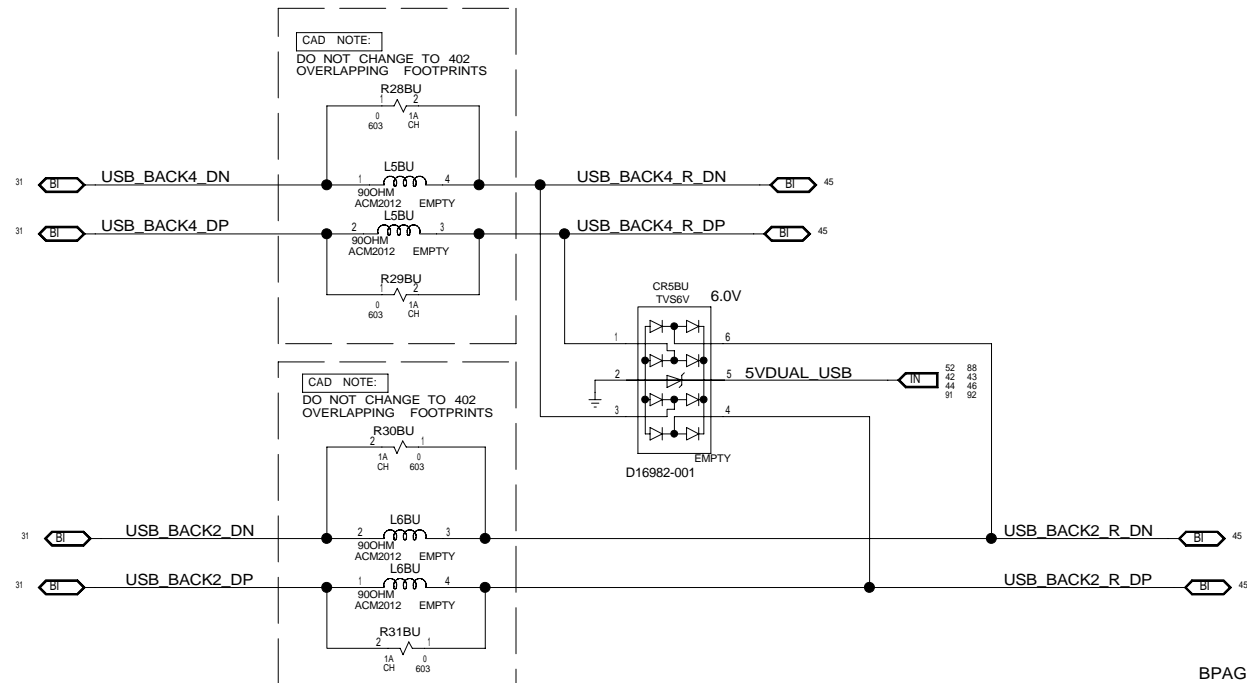 CAD NOTE:
DO NOT CHANGE TO 402
OVERLAPPING FOOTPRINTS
R28BU
1 2
0 1A
603 CH
31 BI USB_BACK4_DN
L5BU
1 4
90OHM
ACM2012 EMPTY
USB_BACK4_R_DN BI 45
31 BI USB_BACK4_DP
L5BU
2 3
90OHM
ACM2012 EMPTY
USB_BACK4_R_DP BI 45
R29BU
1 2
0 1A
603 CH
CR5BU
TVS6V 6.0V
1 6
2 5 5VDUAL_USB IN
52 88
42 43
44 46
91 92
3 4
EMPTY
D16982-001
CAD NOTE:
DO NOT CHANGE TO 402
OVERLAPPING FOOTPRINTS
R30BU
2 1
1A 0
CH 603
31 BI USB_BACK2_DN
L6BU
2 3
90OHM
ACM2012 EMPTY
USB_BACK2_R_DN BI 45
31 BI USB_BACK2_DP
L6BU
1 4
90OHM
ACM2012 EMPTY
USB_BACK2_R_DP BI 45
R31BU
2 1
1A 0
CH 603
BPAG